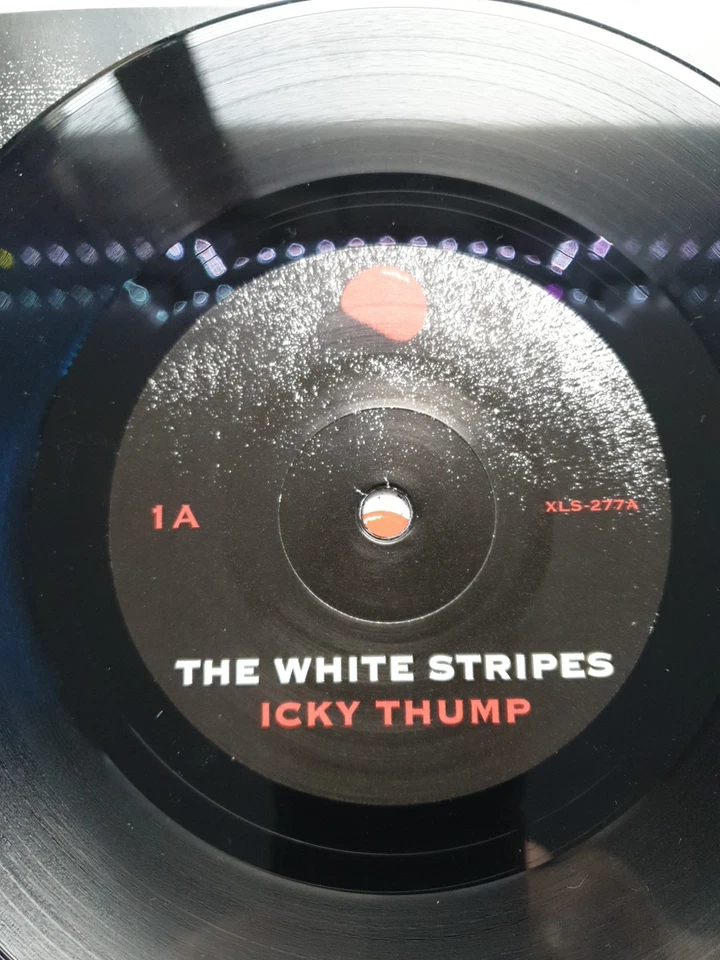 1A
XLS-277A
THE WHITE STRIPES
ICKY THUMP